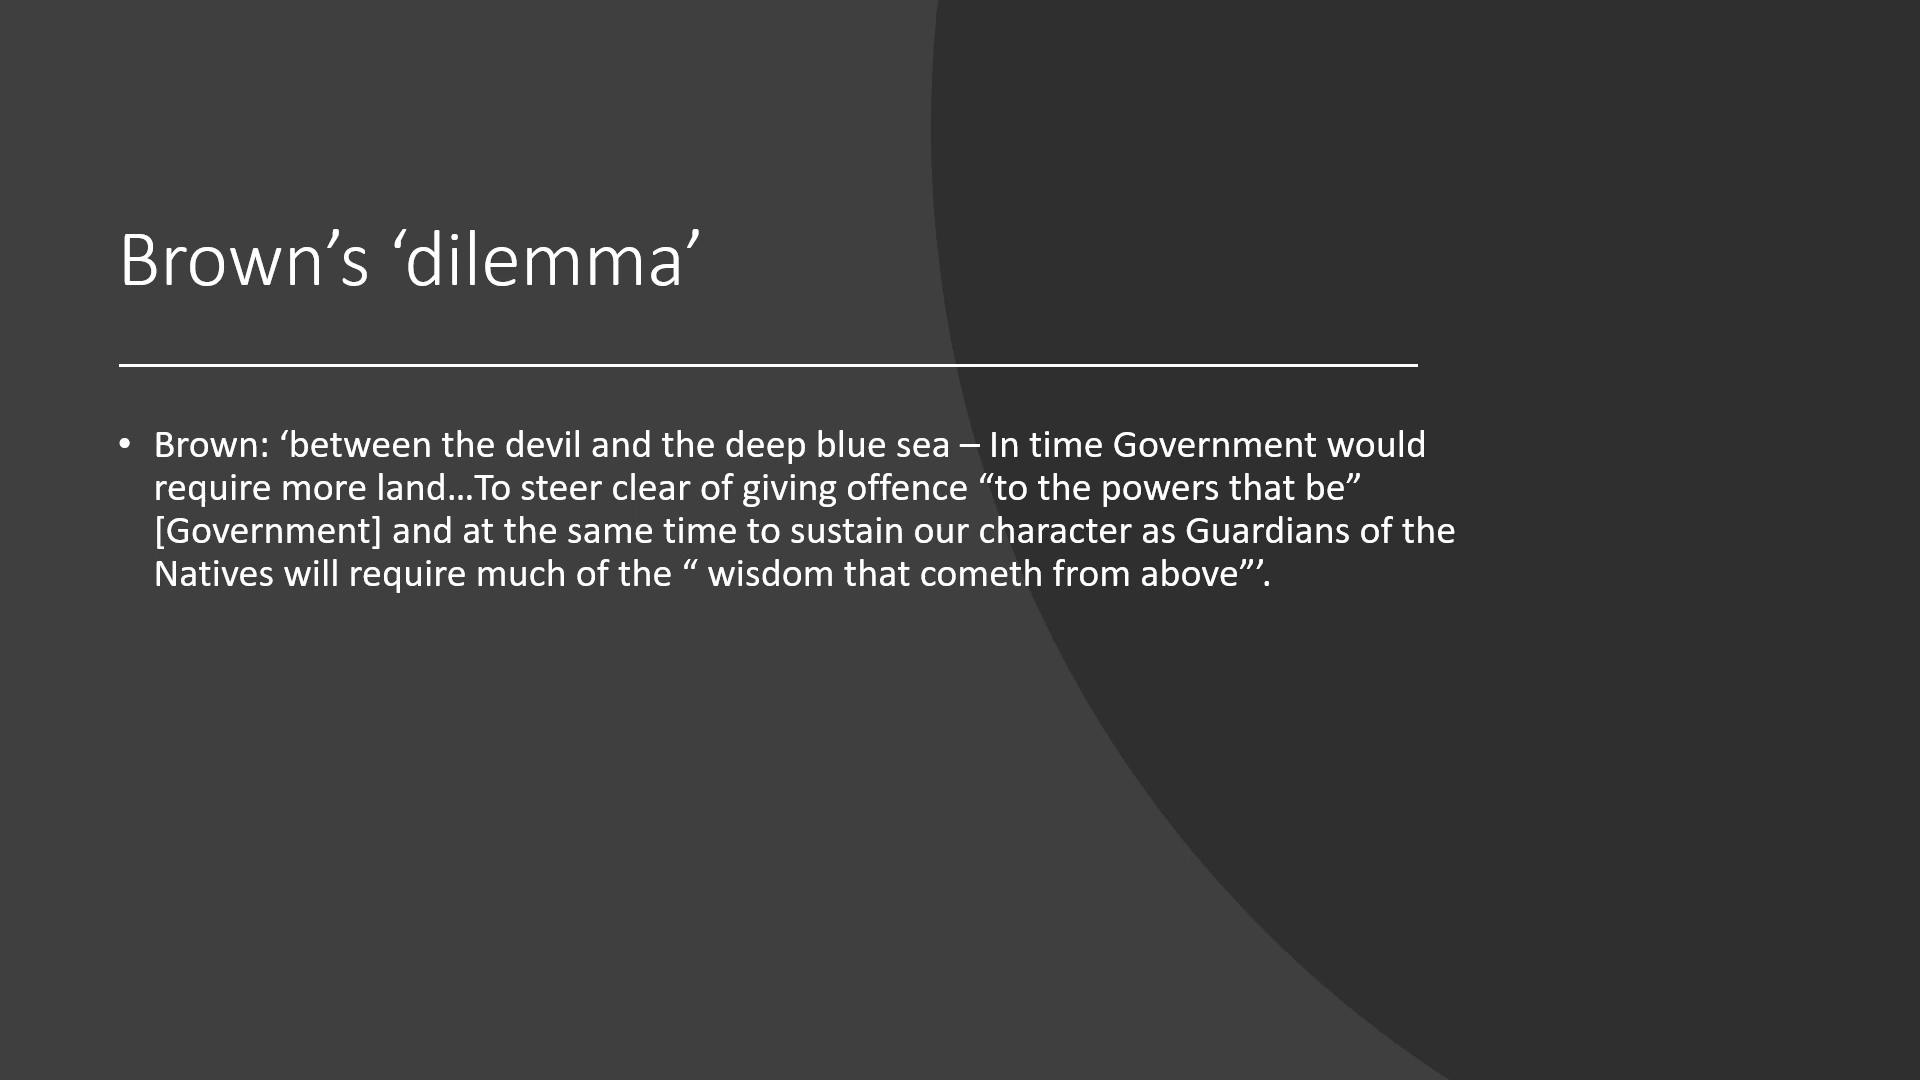 Brown’s ‘dilemma’
• Brown: ‘between the devil and the deep blue sea – In time Government would
require more land…To steer clear of giving offence “to the powers that be”
[Government] and at the same time to sustain our character as Guardians of the
Natives will require much of the “ wisdom that cometh from above”’.